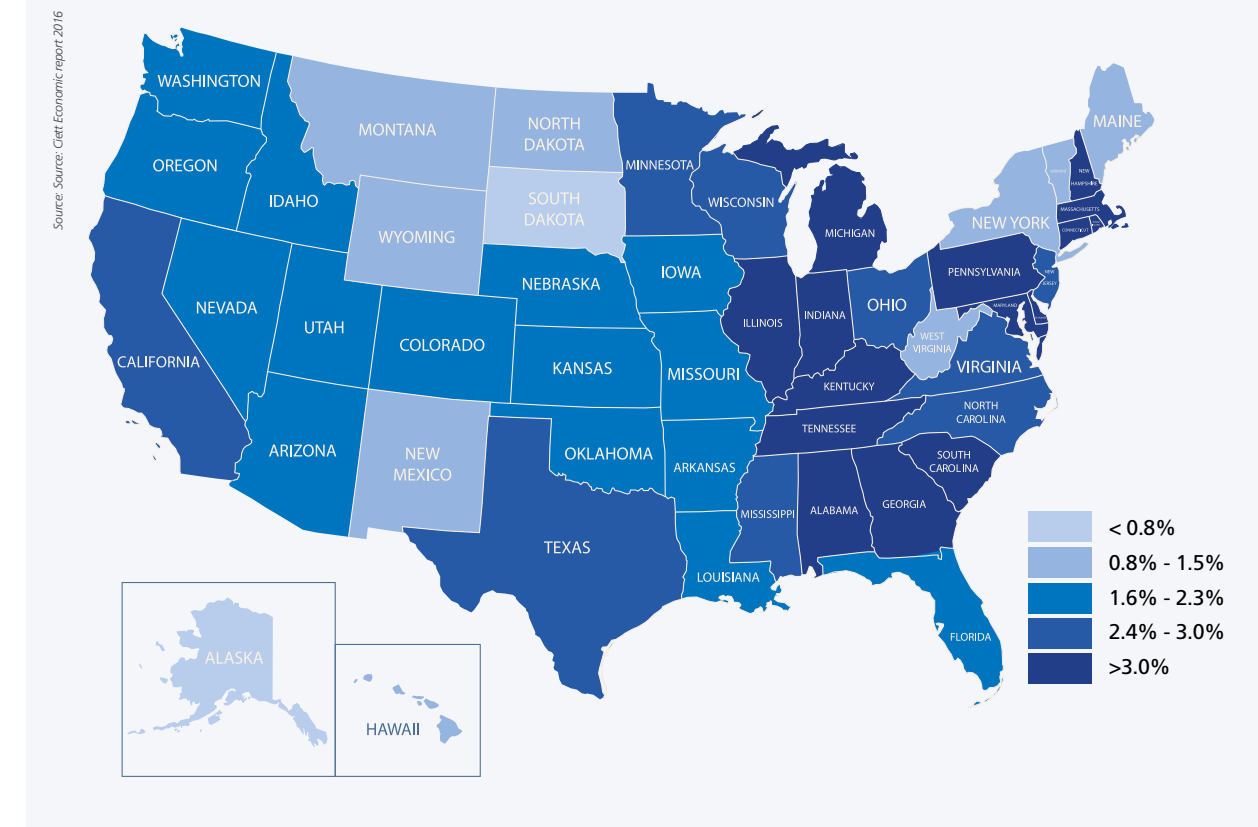 Source: Source: Ciett Economic report 2016
WASHINGTON
OREGON
IDAHO
MONTANA
NORTH
DAKOTA
SOUTH
DAKOTA
WYOMING
MINNESOTA
WISCONSIN
MICHIGAN
MAINE
NEW
HAMPSHIRE
MASSACHUSETTS
CONNECTICUT
NEW YORK
PENNSYLVANIA
NEW
JERSEY
MARYLAND
CALIFORNIA
NEVADA
UTAH
COLORADO
NEBRASKA
IOWA
KANSAS
MISSOURI
ILLINOIS
INDIANA
OHIO
WEST
VIRGINIA
VIRGINIA
KENTUCKY
NORTH
CAROLINA
TENNESSEE
SOUTH
CAROLINA
ARIZONA
NEW
MEXICO
OKLAHOMA
ARKANSAS
MISSISSIPPI
ALABAMA
GEORGIA
TEXAS
LOUISIANA
FLORIDA
ALASKA
HAWAII
< 0.8%
0.8% - 1.5%
1.6% - 2.3%
2.4% - 3.0%
>3.0%